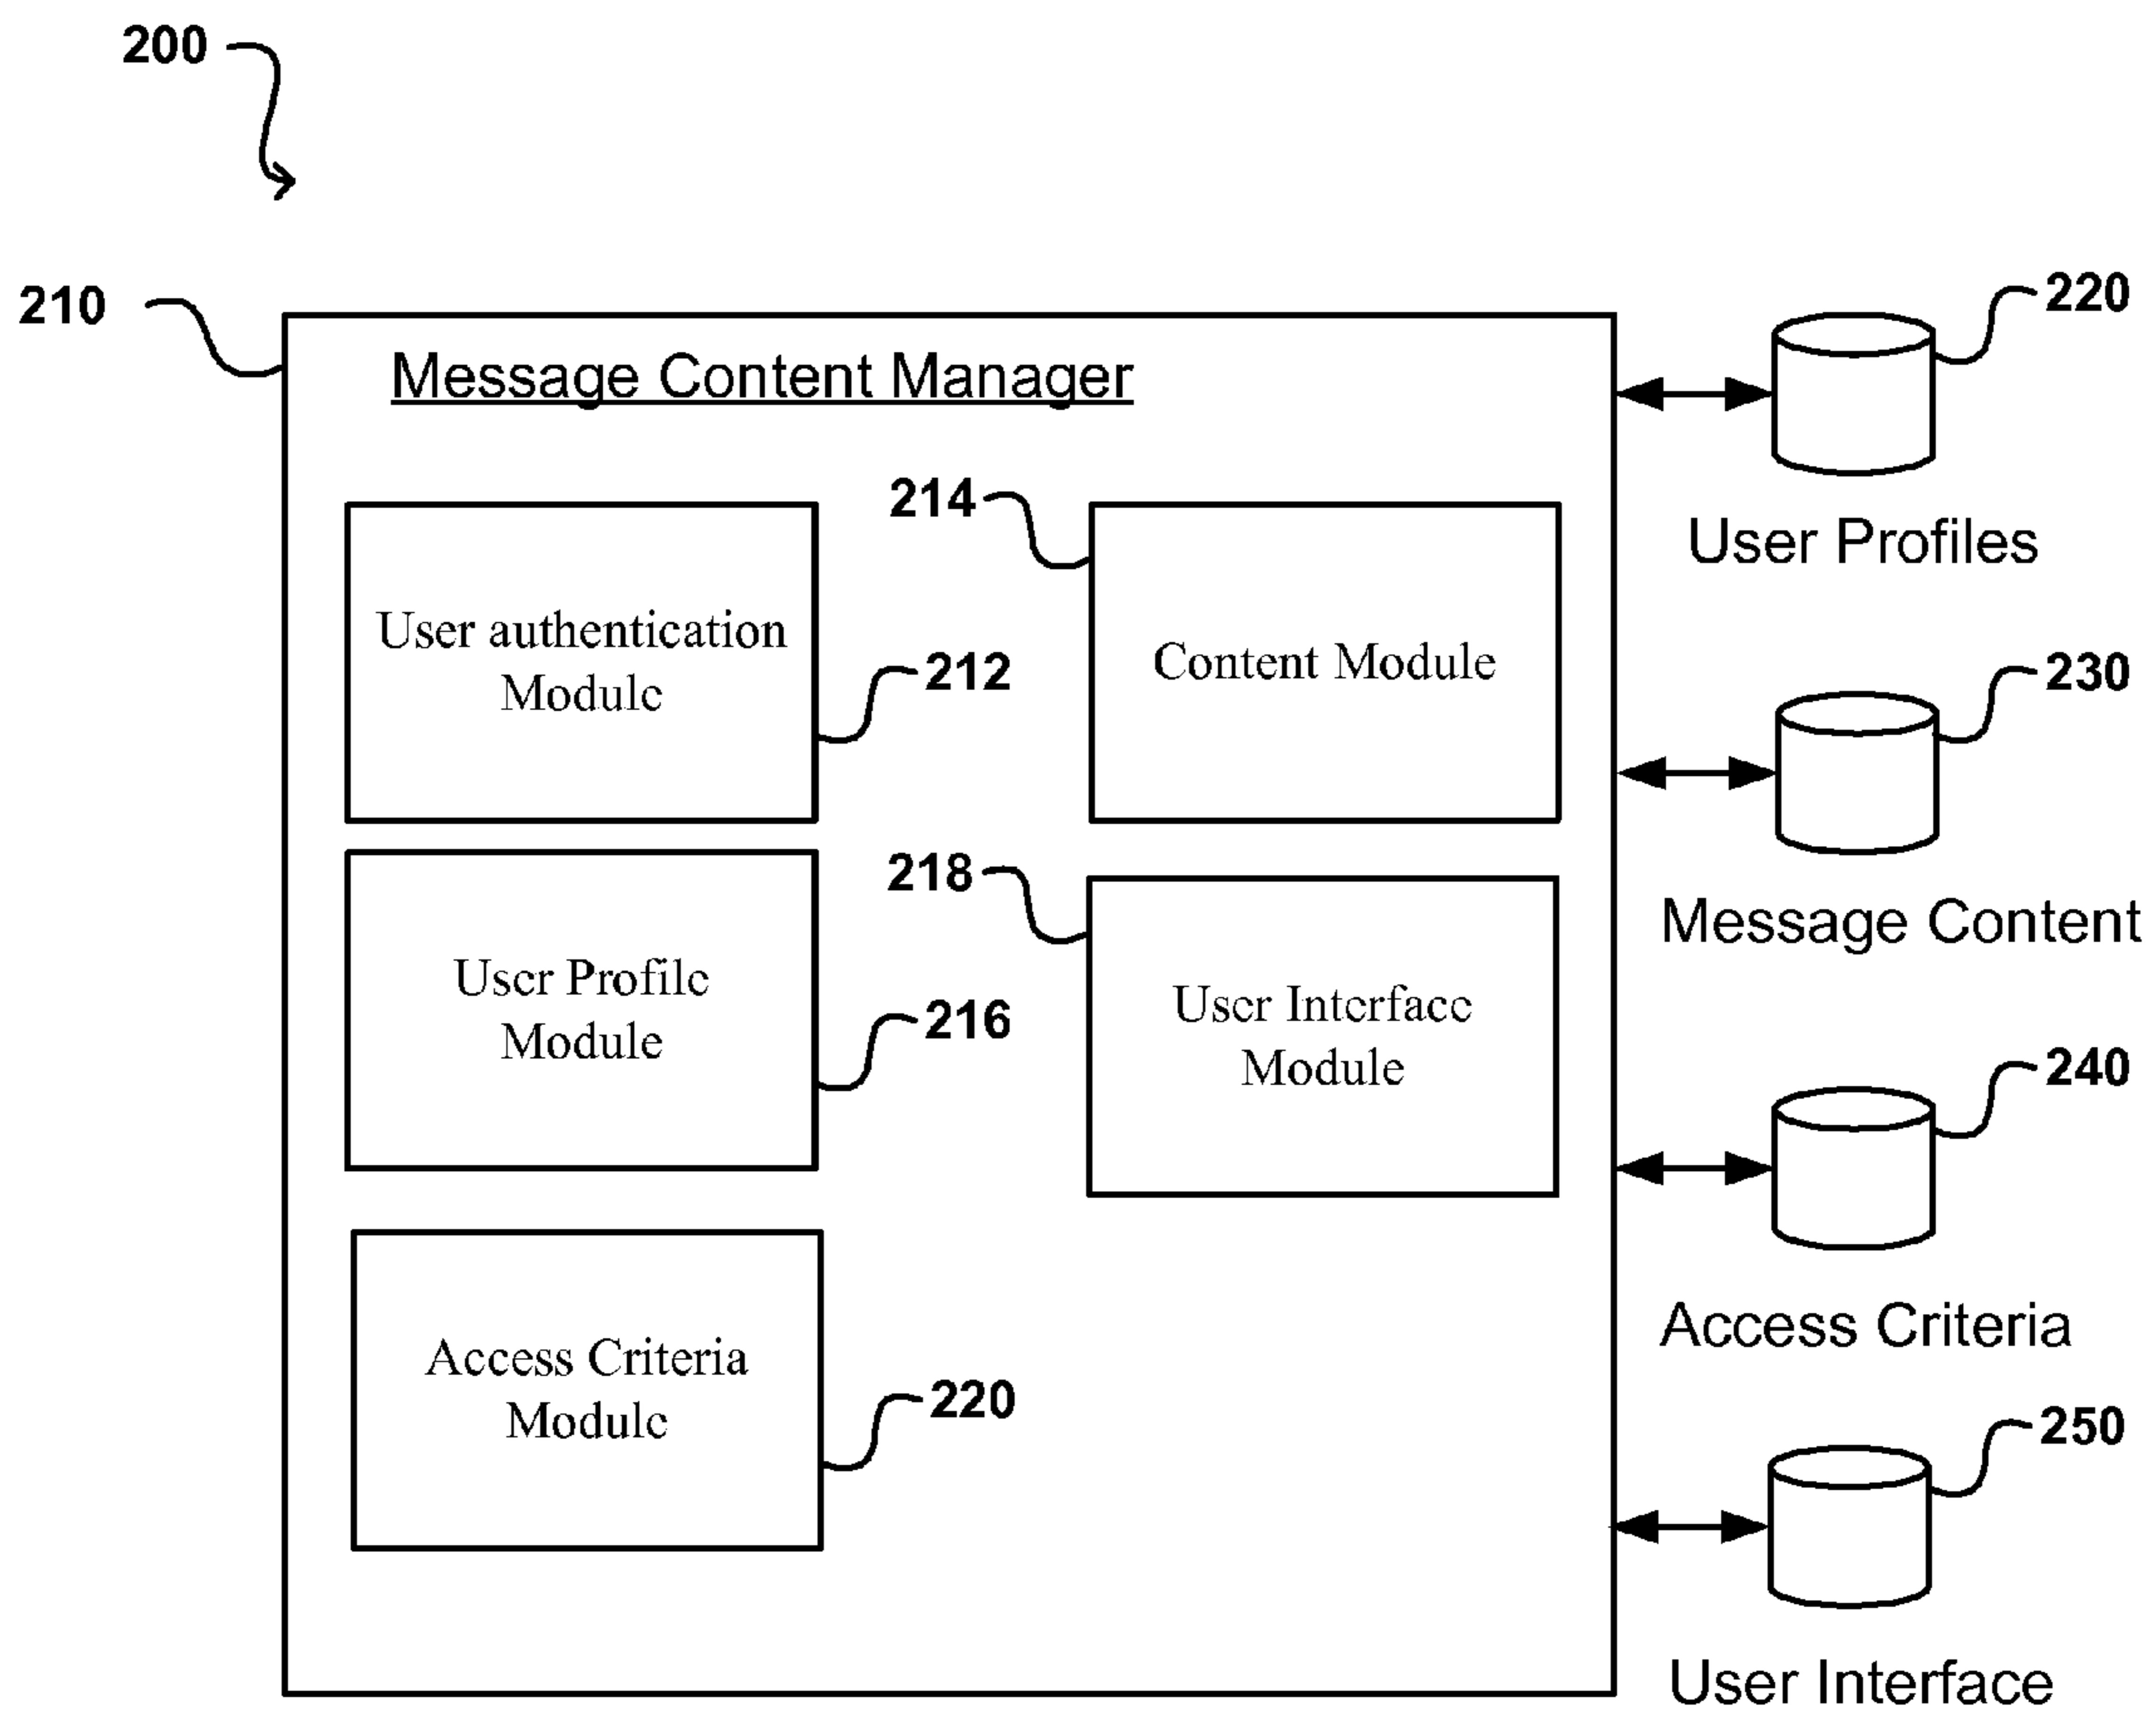 200
210
Message Content Manager
220
User Profiles
214
User authentication
Module
212
Content Module
230
Message Content
218
User Profile
Module
216
User Interface
Module
240
Access Criteria
Access Criteria
Module
220
250
User Interface